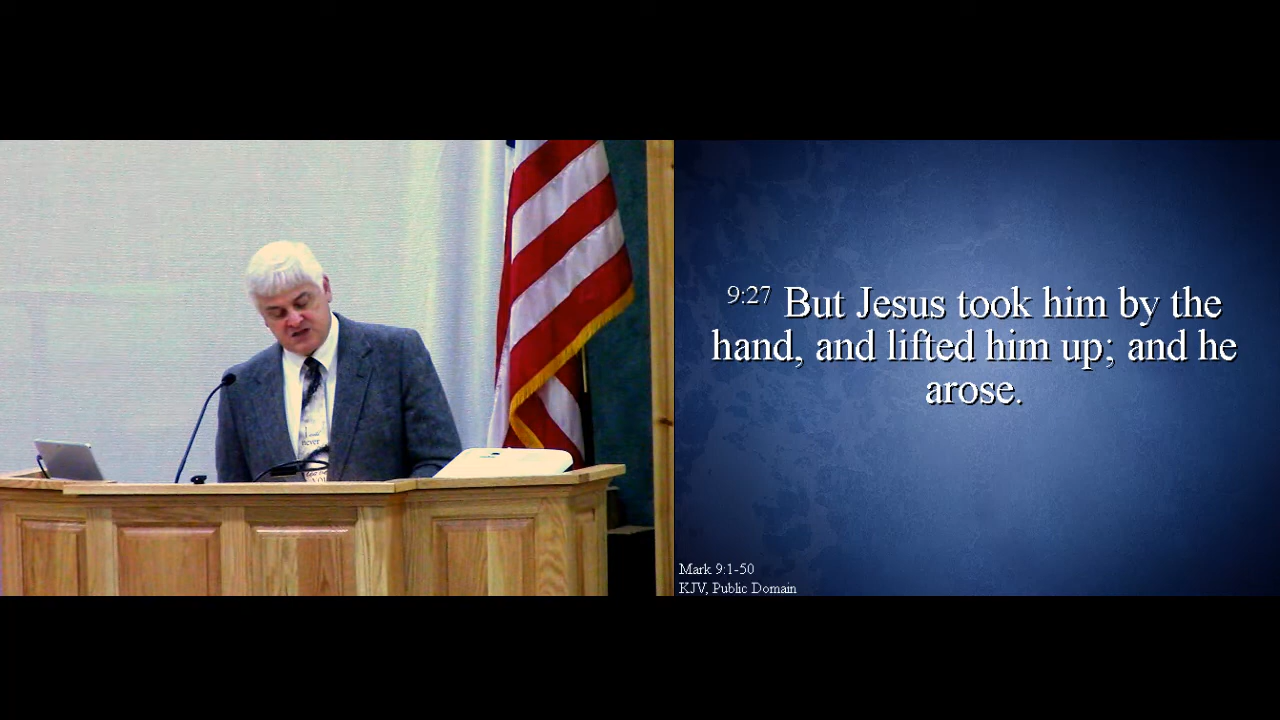 9:27 But Jesus took him by the
hand, and lifted him up; and he
arose.
Mark 9:1-50
KJV, Public Domain
never